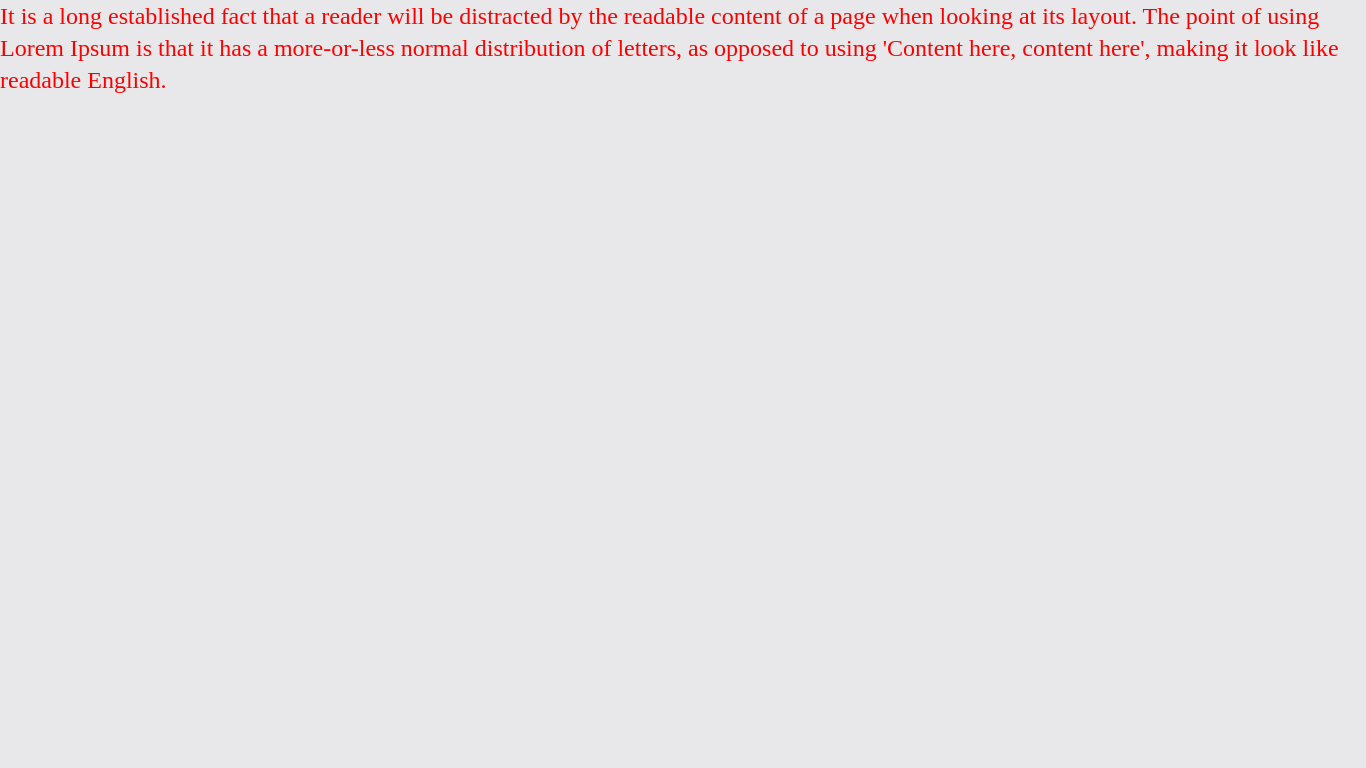 It is a long established fact that a reader will be distracted by the readable content of a page when looking at its layout. The point of using
Lorem Ipsum is that it has a more-or-less normal distribution of letters, as opposed to using 'Content here, content here', making it look like
readable English.